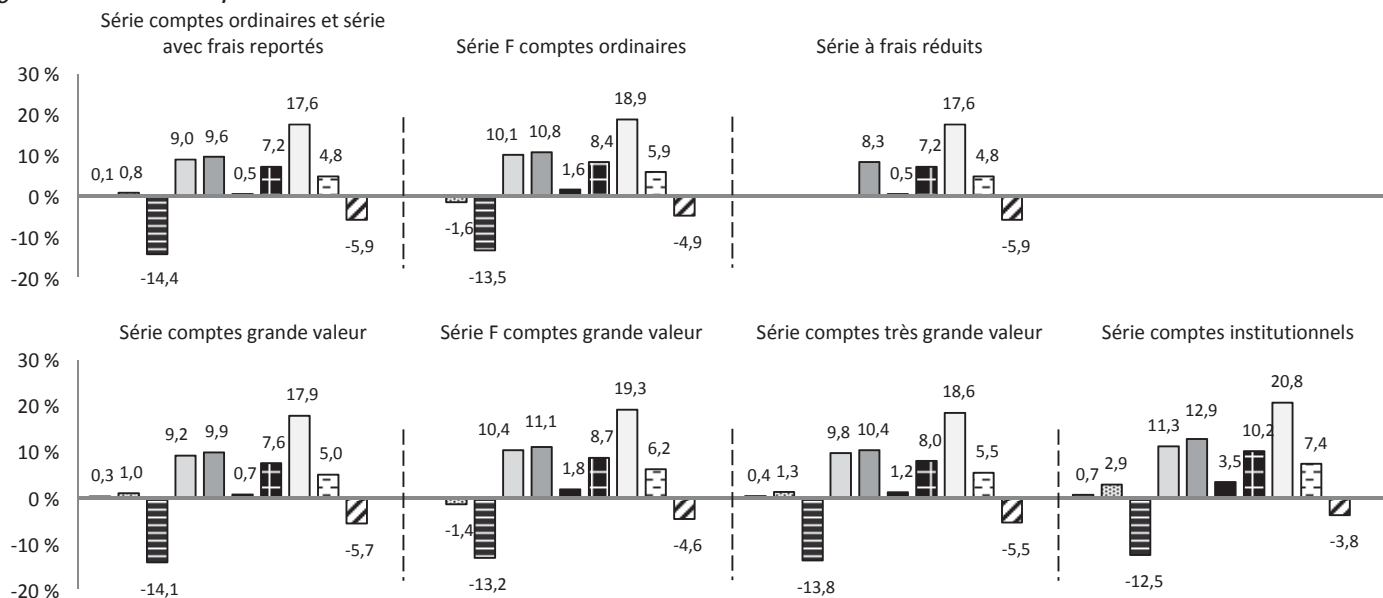 Série comptes ordinaires et série
avec frais reportés
Série F comptes ordinaires
Série à frais réduits
30 %
20 %
10 %
0 %
-10 %
-20 %
0,1 0,8 -14,4 9,0 9,6 0,5 7,2 17,6 4,8 -5,9
-1,6 -13,5 10,1 10,8 1,6 8,4 18,9 5,9 -4,9
8,3 0,5 7,2 17,6 4,8 -5,9
Série comptes grande valeur
Série F comptes grande valeur
Série comptes très grande valeur
Série comptes institutionnels
30 %
20 %
10 %
0 %
-10 %
-20 %
0,3 1,0 -14,1 9,2 9,9 0,7 7,6 17,9 5,0 -5,7
-1,4 -13,2 10,4 11,1 1,8 8,7 19,3 6,2 -4,6
0,4 1,3 -13,8 9,8 10,4 1,2 8,0 18,6 5,5 -5,5
0,7 2,9 -12,5 11,3 12,9 3,5 10,2 20,8 7,4 -3,8